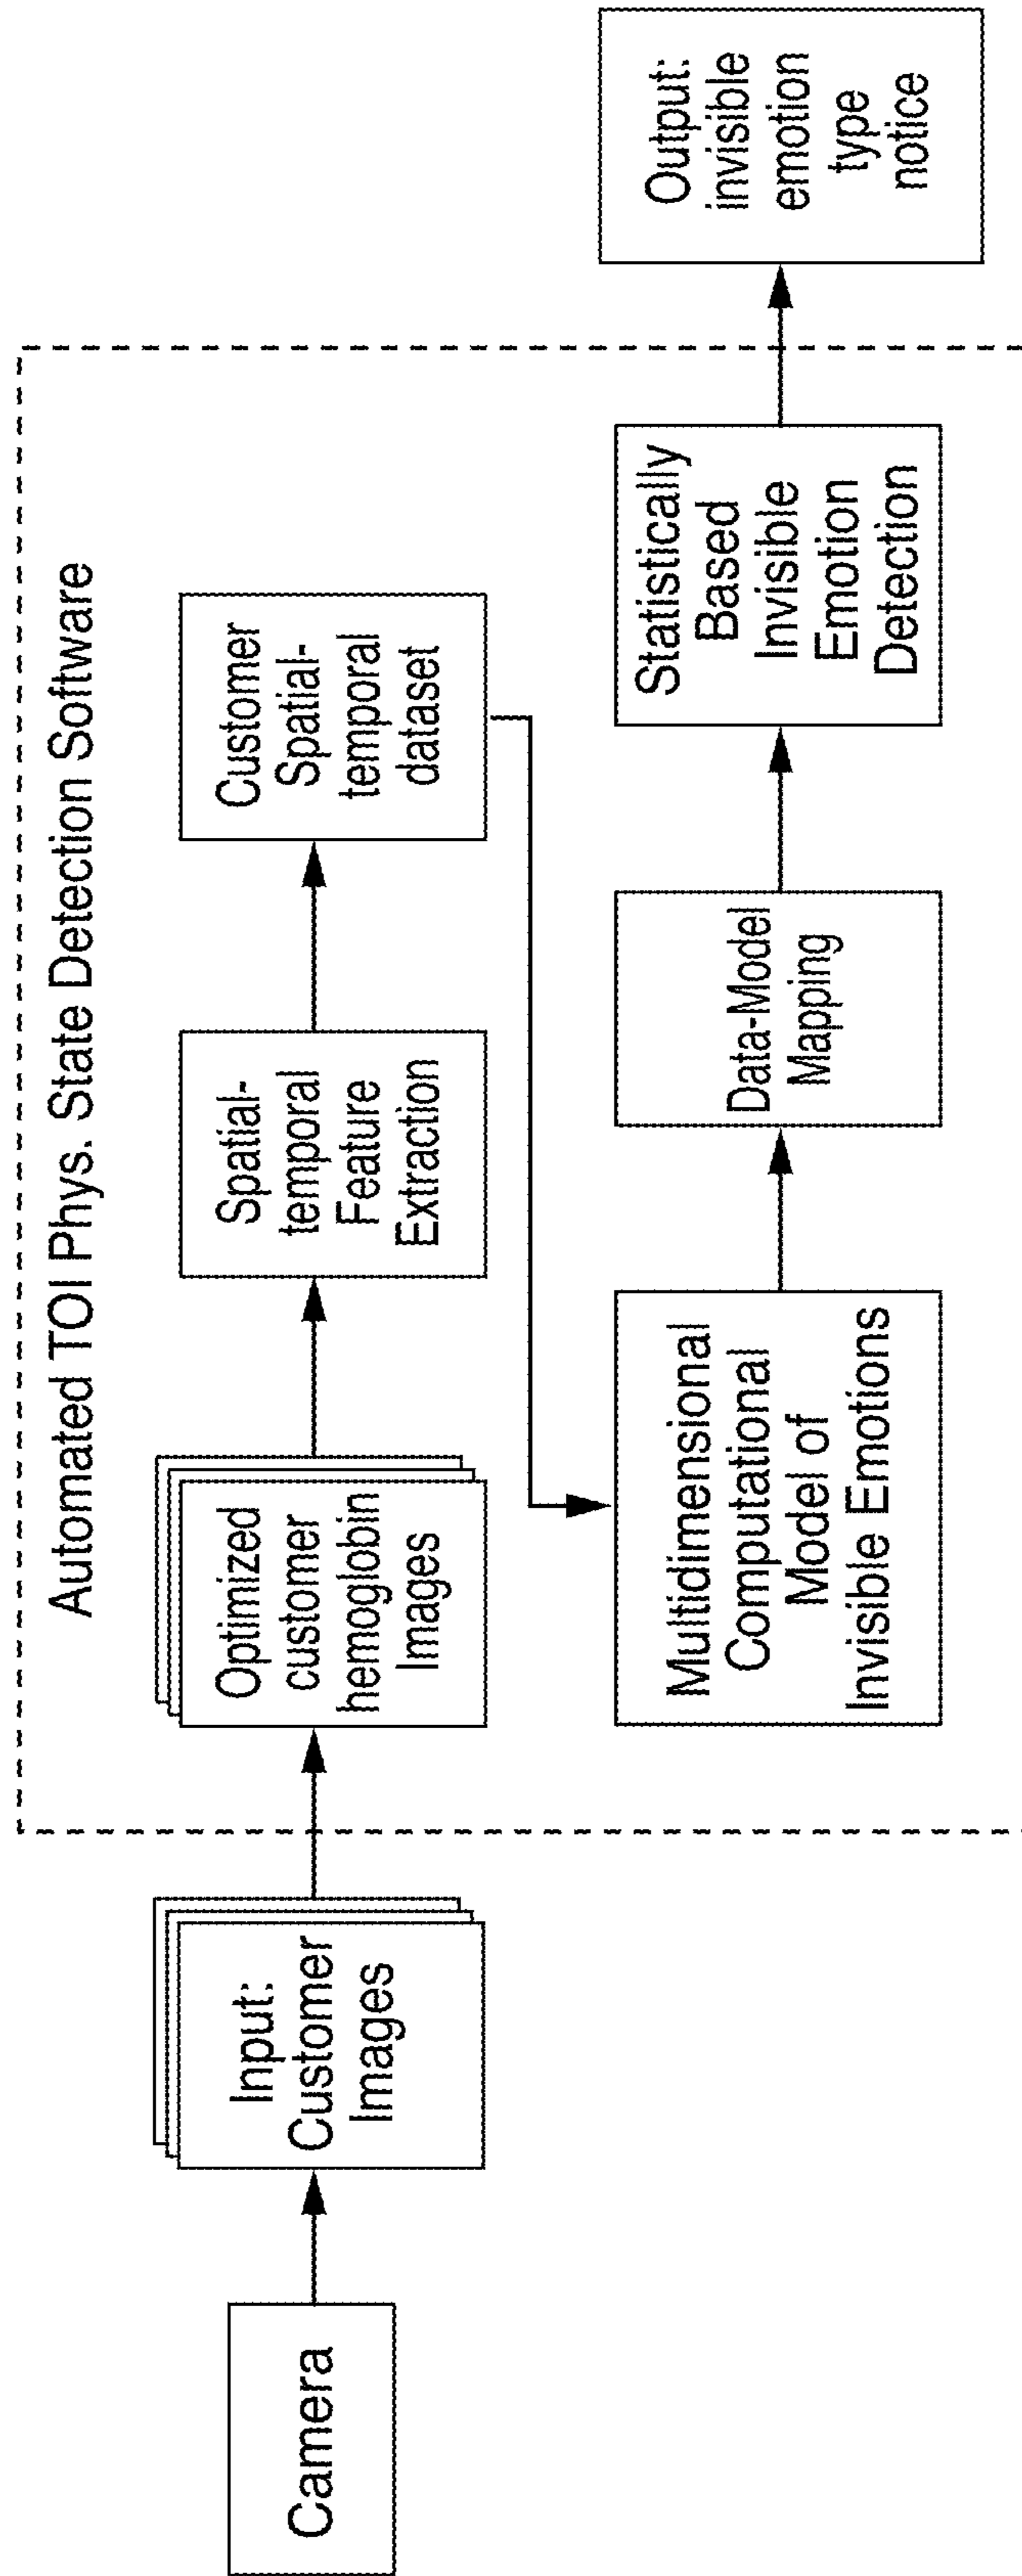 Automated TOI Phys. State Detection Software
Camera
Input:
Customer
Images
Optimized
customer
hemoglobin
Images
Spatial-
temporal
Feature
Extraction
Customer
Spatial-
temporal
dataset
Multidimensional
Computational
Model of
Invisible Emotions
Data-Model
Mapping
Statistically
Based
Invisible
Emotion
Detection
Output:
invisible
emotion
type
notice